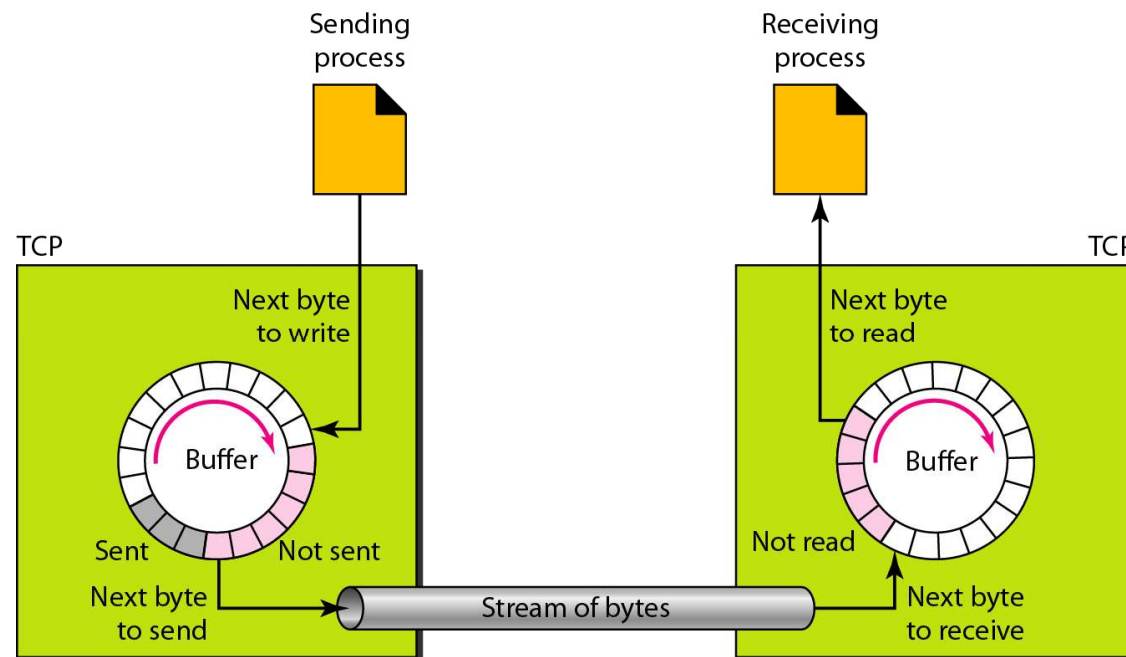 Sending
process
Receiving
process
TCP
TCP
Next byte
to write
Next byte
to read
Buffer
Buffer
Sent
Not sent
Not read
Next byte
to send
Stream of bytes
Next byte
to receive